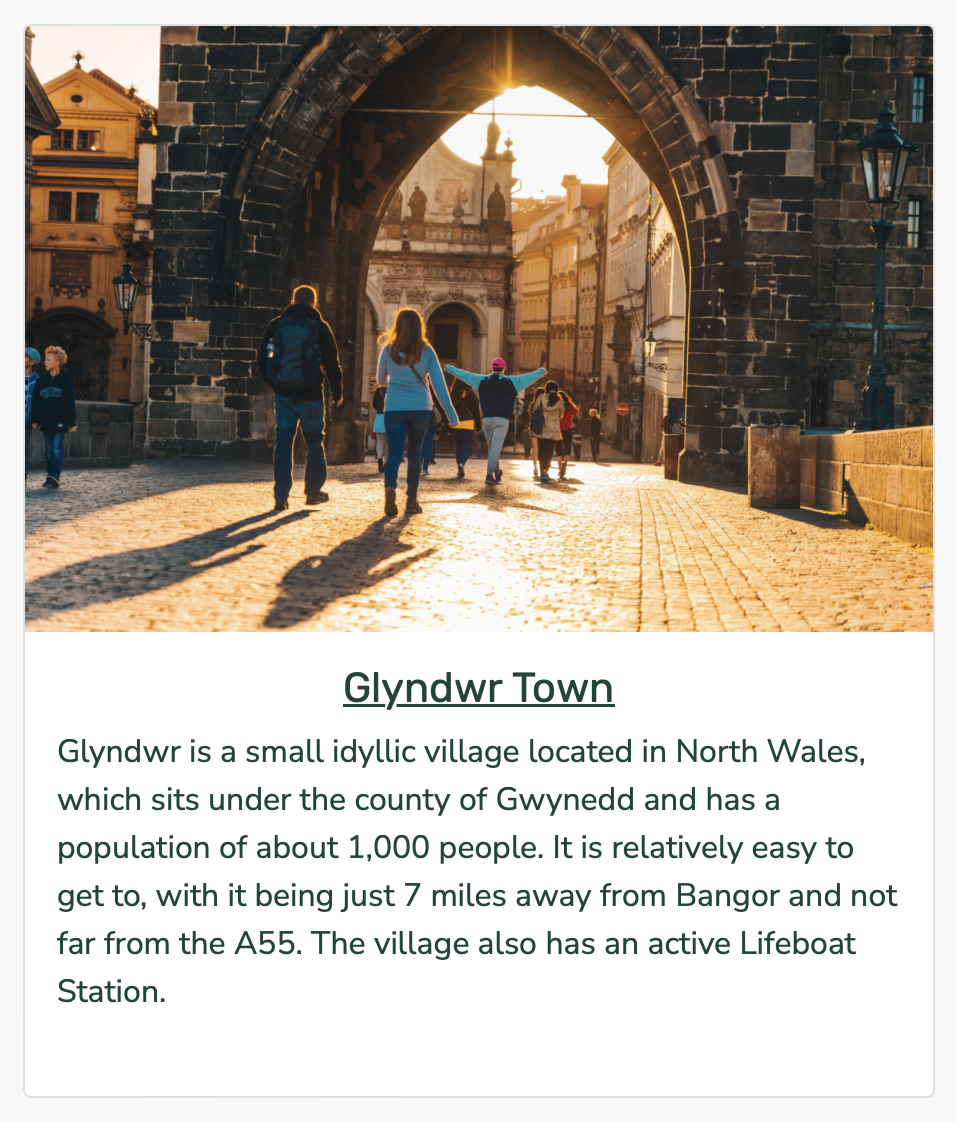 Glyndwr Town
Glyndwr is a small idyllic village located in North Wales,
which sits under the county of Gwynedd and has a
population of about 1,000 people. It is relatively easy to
get to, with it being just 7 miles away from Bangor and not
far from the A55. The village also has an active Lifeboat
Station.